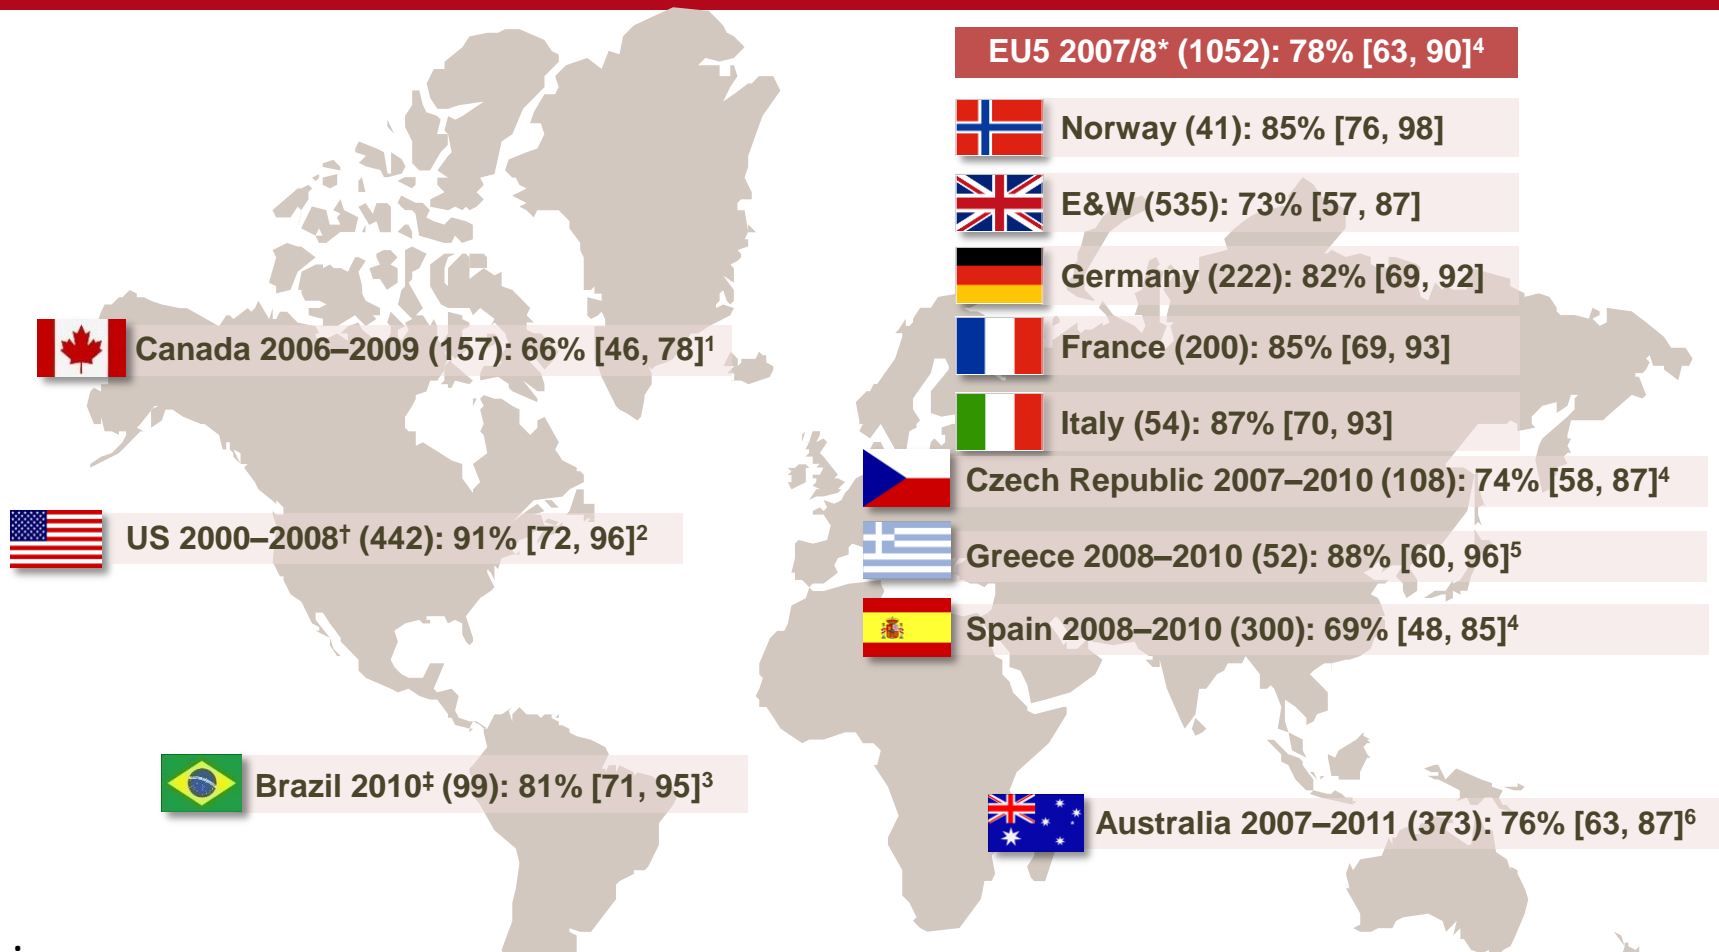 EU5 2007/8* (1052): 78% [63, 90]⁴
Norway (41): 85% [76, 98]
E&W (535): 73% [57, 87]
Germany (222): 82% [69, 92]
France (200): 85% [69, 93]
Italy (54): 87% [70, 93]
Canada 2006–2009 (157): 66% [46, 78]¹
Czech Republic 2007–2010 (108): 74% [58, 87]⁴
US 2000–2008† (442): 91% [72, 96]²
Greece 2008–2010 (52): 88% [60, 96]⁵
Spain 2008–2010 (300): 69% [48, 85]⁴
Brazil 2010‡ (99): 81% [71, 95]³
Australia 2007–2011 (373): 76% [63, 87]⁶